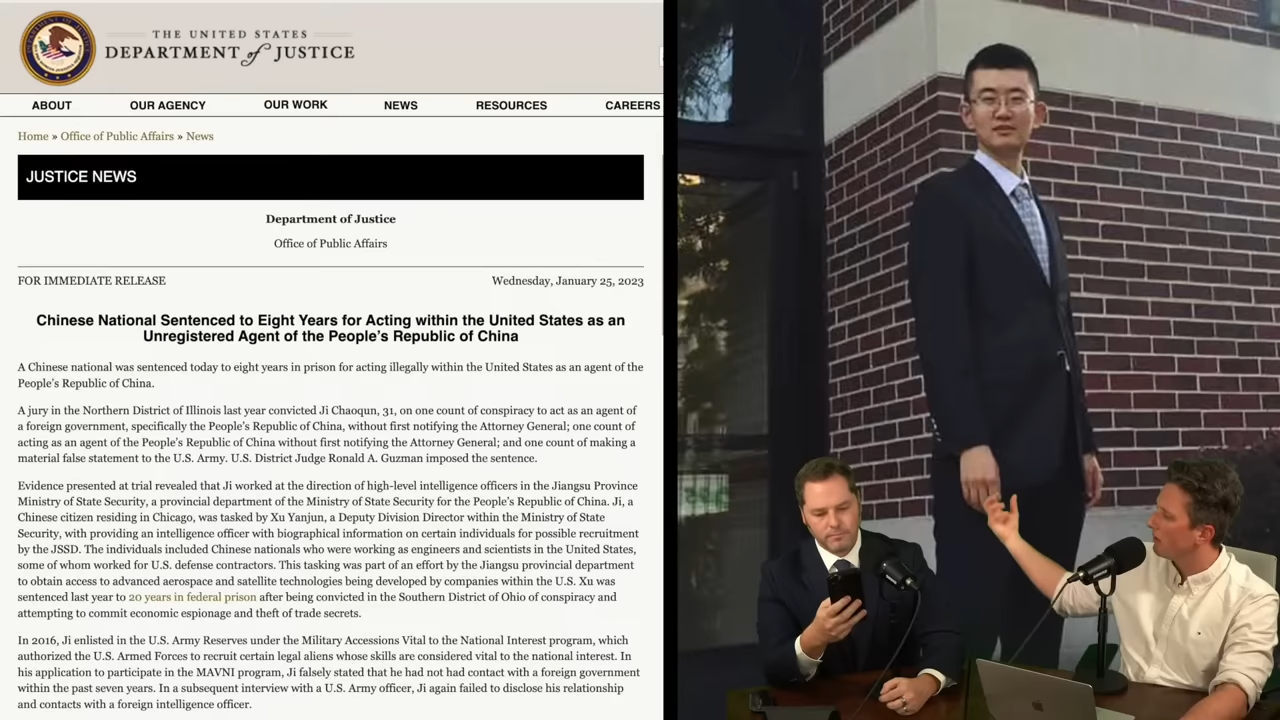 THE UNITED STATES
DEPARTMENT of JUSTICE
ABOUT OUR AGENCY OUR WORK NEWS RESOURCES CAREERS
Home » Office of Public Affairs » News
JUSTICE NEWS
Department of Justice
Office of Public Affairs
FOR IMMEDIATE RELEASE Wednesday, January 25, 2023
Chinese National Sentenced to Eight Years for Acting within the United States as an
Unregistered Agent of the People's Republic of China
A Chinese national was sentenced today to eight years in prison for acting illegally within the United States as an agent of the
People's Republic of China.
A jury in the Northern District of Illinois last year convicted Ji Chaoqun, 31, on one count of conspiracy to act as an agent of
a foreign government, specifically the People's Republic of China, without first notifying the Attorney General; one count of
acting as an agent of the People's Republic of China without first notifying the Attorney General; and one count of making a
material false statement to the U.S. Army. U.S. District Judge Ronald A. Guzman imposed the sentence.
Evidence presented at trial revealed that Ji worked at the direction of high-level intelligence officers in the Jiangsu Province
Ministry of State Security, a provincial department of the Ministry of State Security for the People's Republic of China. Ji, a
Chinese citizen residing in Chicago, was tasked by Xu Yanjun, a Deputy Division Director within the Ministry of State
Security, with providing an intelligence officer with biographical information on certain individuals for possible recruitment
by the JSSD. The individuals included Chinese nationals who were working as engineers and scientists in the United States,
some of whom worked for U.S. defense contractors. This tasking was part of an effort by the Jiangsu provincial department
to obtain access to advanced aerospace and satellite technologies being developed by companies within the U.S. Xu was
sentenced last year to 20 years in federal prison after being convicted in the Southern District of Ohio of conspiracy and
attempting to commit economic espionage and theft of trade secrets.
In 2016, Ji enlisted in the U.S. Army Reserves under the Military Accessions Vital to the National Interest program, which
authorized the U.S. Armed Forces to recruit certain legal aliens whose skills are considered vital to the national interest. In
his application to participate in the MAVNI program, Ji falsely stated that he had not had contact with a foreign government
within the past seven years. In a subsequent interview with a U.S. Army officer, Ji again failed to disclose his relationship
and contacts with a foreign intelligence officer.